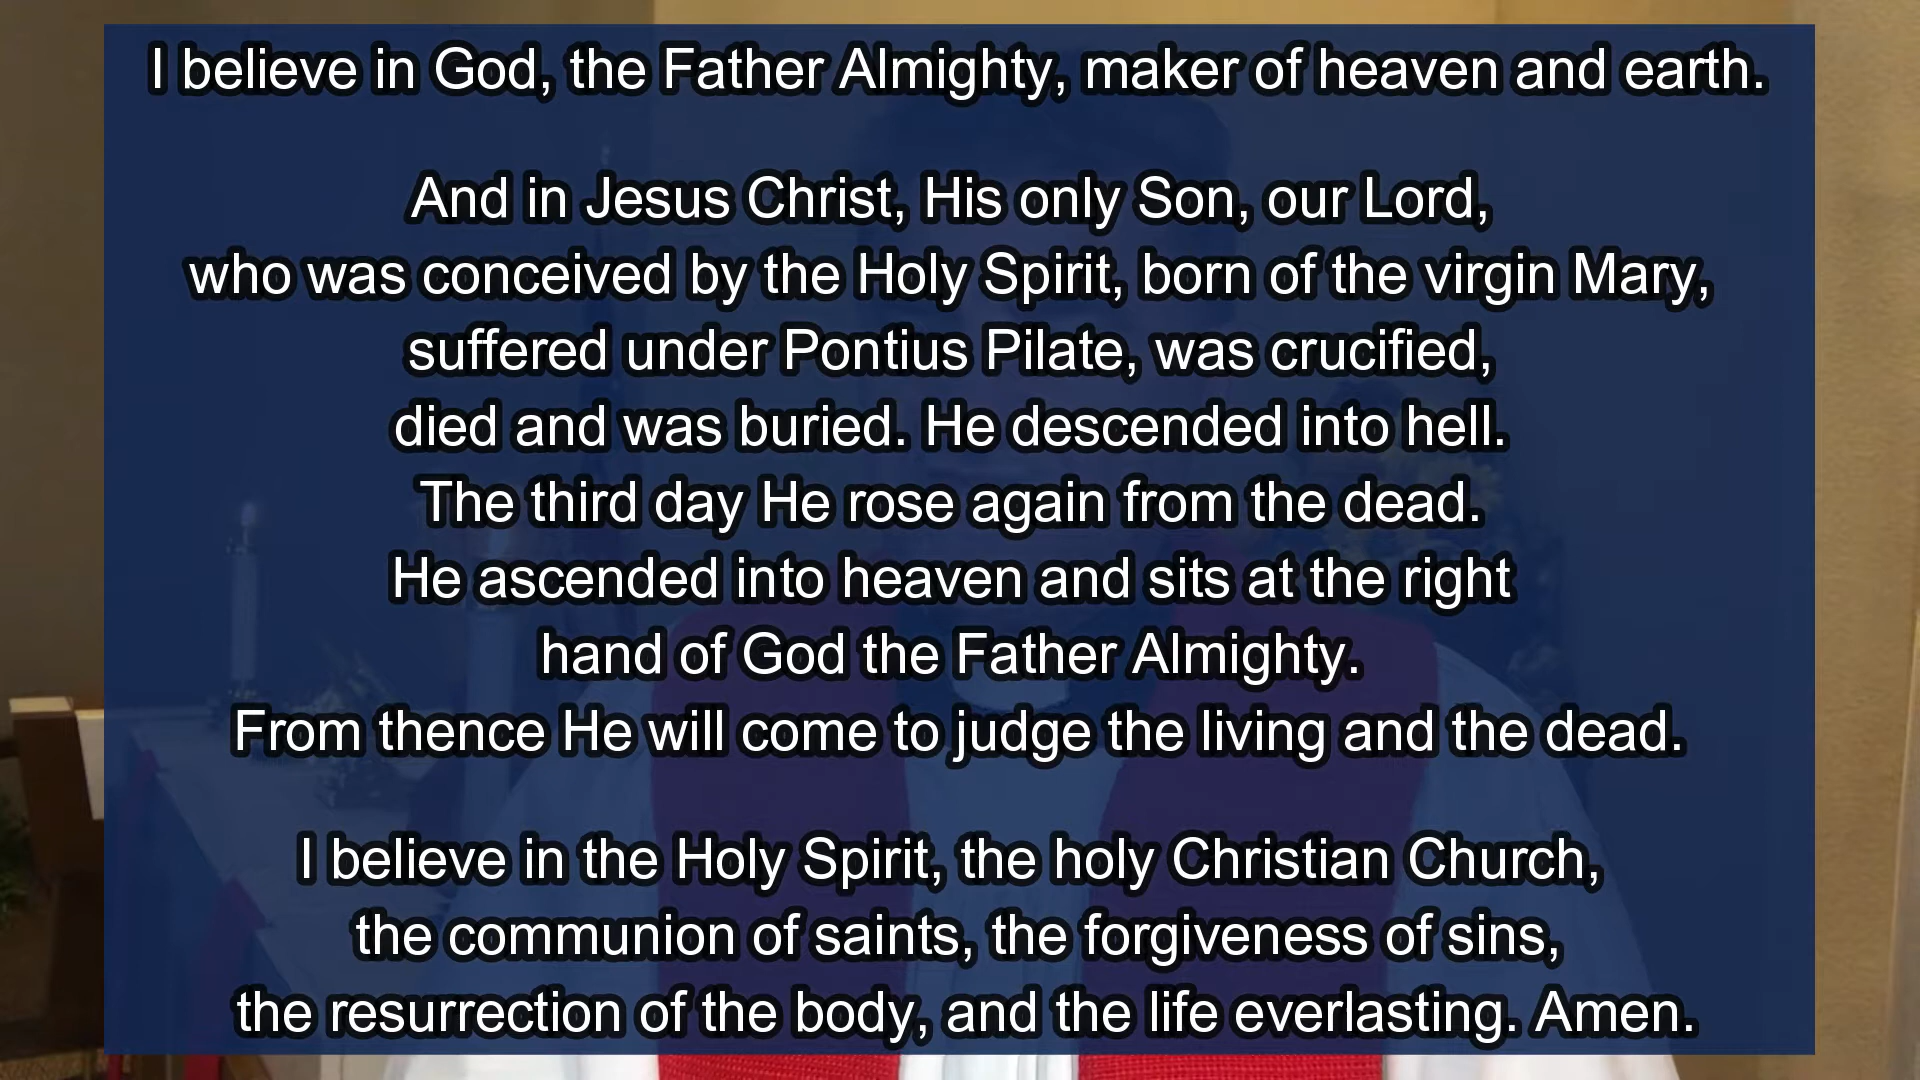 I believe in God, the Father Almighty, maker of heaven and earth.
And in Jesus Christ, His only Son, our Lord,
who was conceived by the Holy Spirit, born of the virgin Mary,
suffered under Pontius Pilate, was crucified,
died and was buried. He descended into hell.
The third day He rose again from the dead.
He ascended into heaven and sits at the right
hand of God the Father Almighty.
From thence He will come to judge the living and the dead.
I believe in the Holy Spirit, the holy Christian Church,
the communion of saints, the forgiveness of sins,
the resurrection of the body, and the life everlasting. Amen.